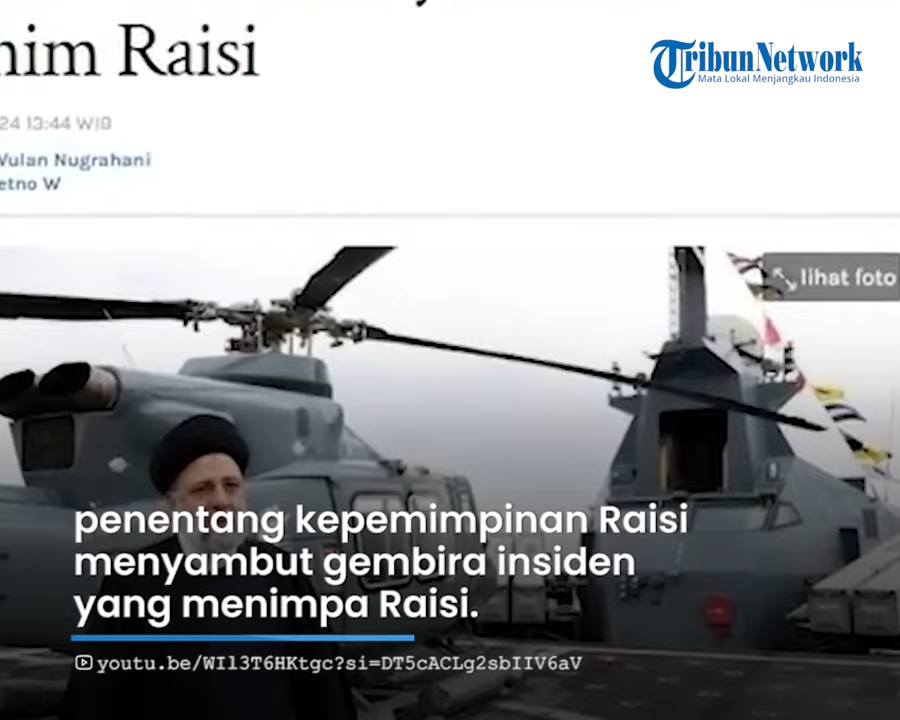 him Raisi
TribunNetwork
Mata Lokal Menjangkau Indonesia
24 13:44 WIB
Wulan Nugrahani
etno W
lihat foto
penentang kepemimpinan Raisi
menyambut gembira insiden
yang menimpa Raisi.
youtu.be/WIl3T6HKtgc?si=DT5cACLg2sbIIV6aV